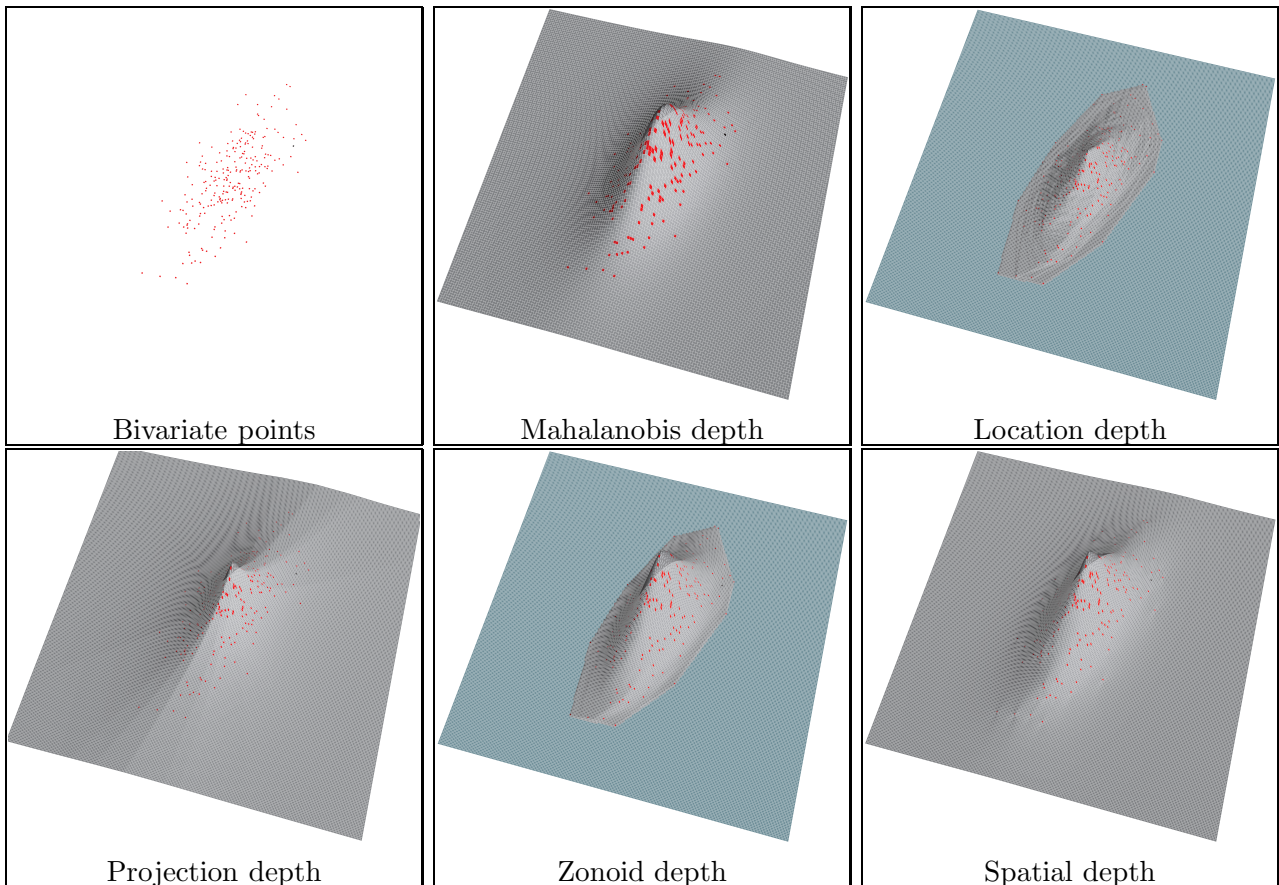 Bivariate points
Mahalanobis depth
Location depth
Projection depth
Zonoid depth
Spatial depth